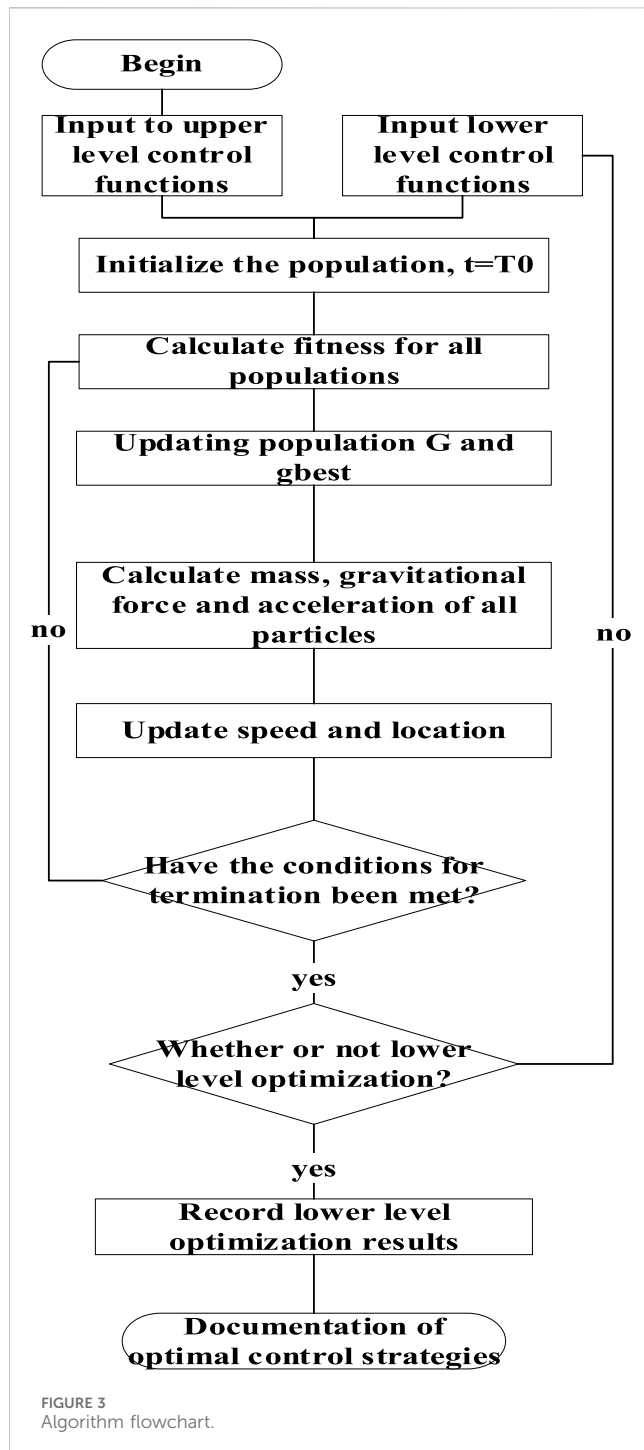 Begin
Input to upper
level control
functions
Input lower
level control
functions
Initialize the population, t=T0
Calculate fitness for all
populations
Updating population G and
gbest
Calculate mass, gravitational
force and acceleration of all
particles
no
no
Update speed and location
Have the conditions for
termination been met?
yes
Whether or not lower
level optimization?
yes
Record lower level
optimization results
Documentation of
optimal control strategies
FIGURE 3
Algorithm flowchart.